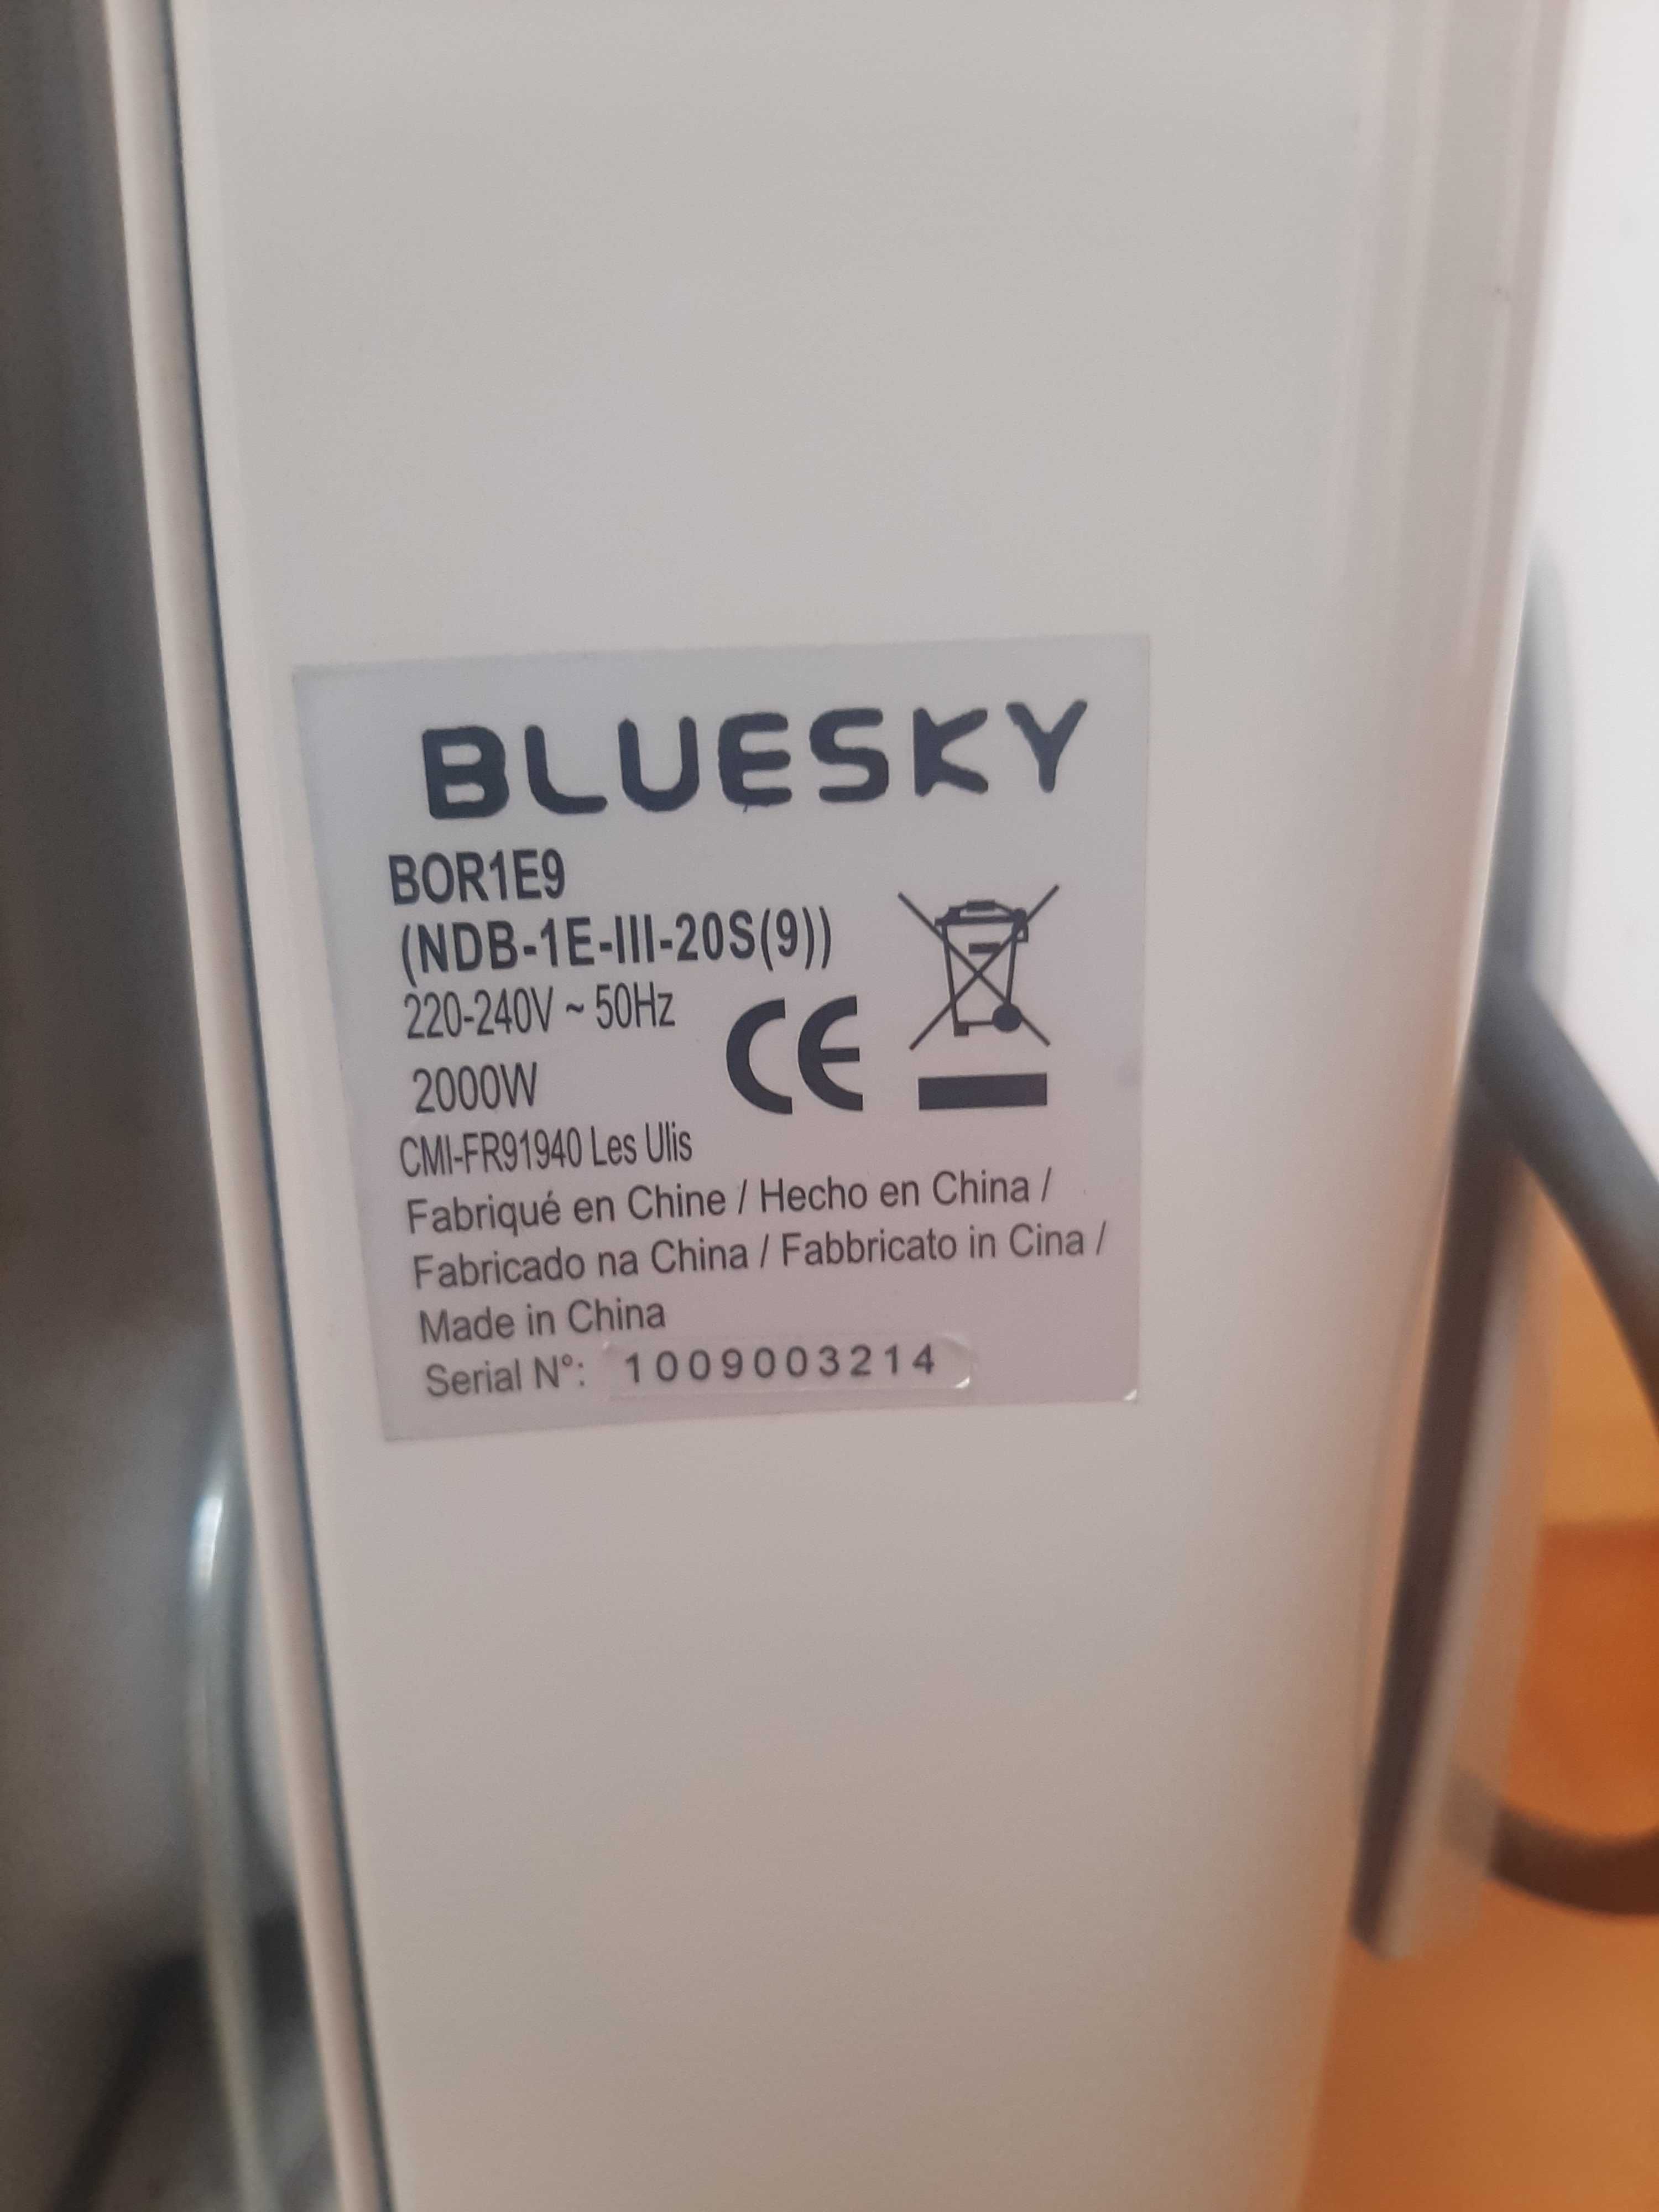 BLUESKY
BOR1E9
(NDB-1E-III-20S(9))
220-240V ~ 50Hz
2000W
CE
CMI-FR91940 Les Ulis
Fabriqué en Chine / Hecho en China /
Fabricado na China / Fabbricato in Cina /
Made in China
Serial N°: 1009003214